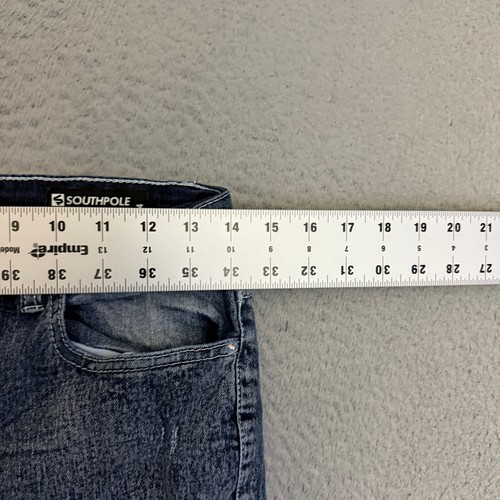 SOUTHPOLE
9 10 11 12 13 14 15 16 17 18 19 20 21
Model Empire 13 12 11 10 9 8 7 6 5 4 3
39 38 37 36 35 34 33 32 31 30 29 28 27